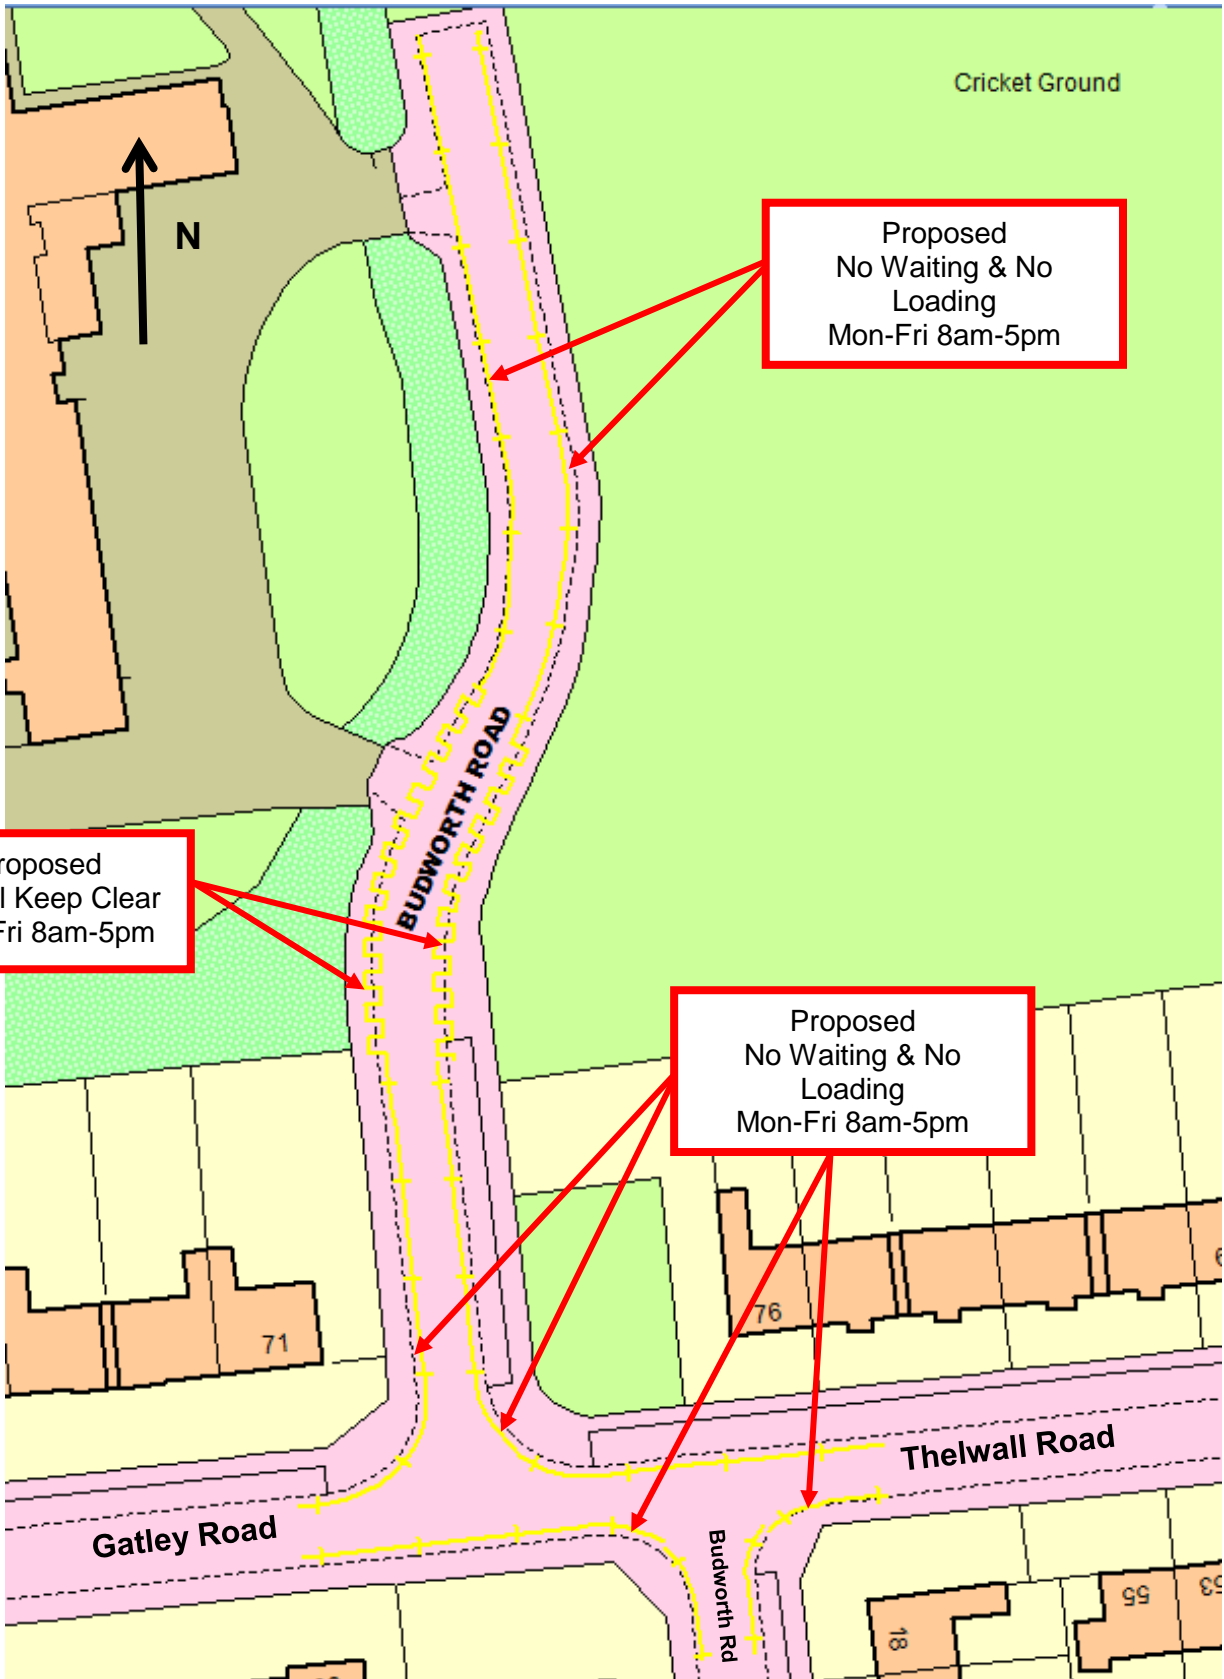 Cricket Ground
N
Proposed
No Waiting & No
Loading
Mon-Fri 8am-5pm
BUDWORTH ROAD
roposed
l Keep Clear
Fri 8am-5pm
Proposed
No Waiting & No
Loading
Mon-Fri 8am-5pm
71
76
Thelwall Road
Gatley Road
Budworth Rd
18
55
53